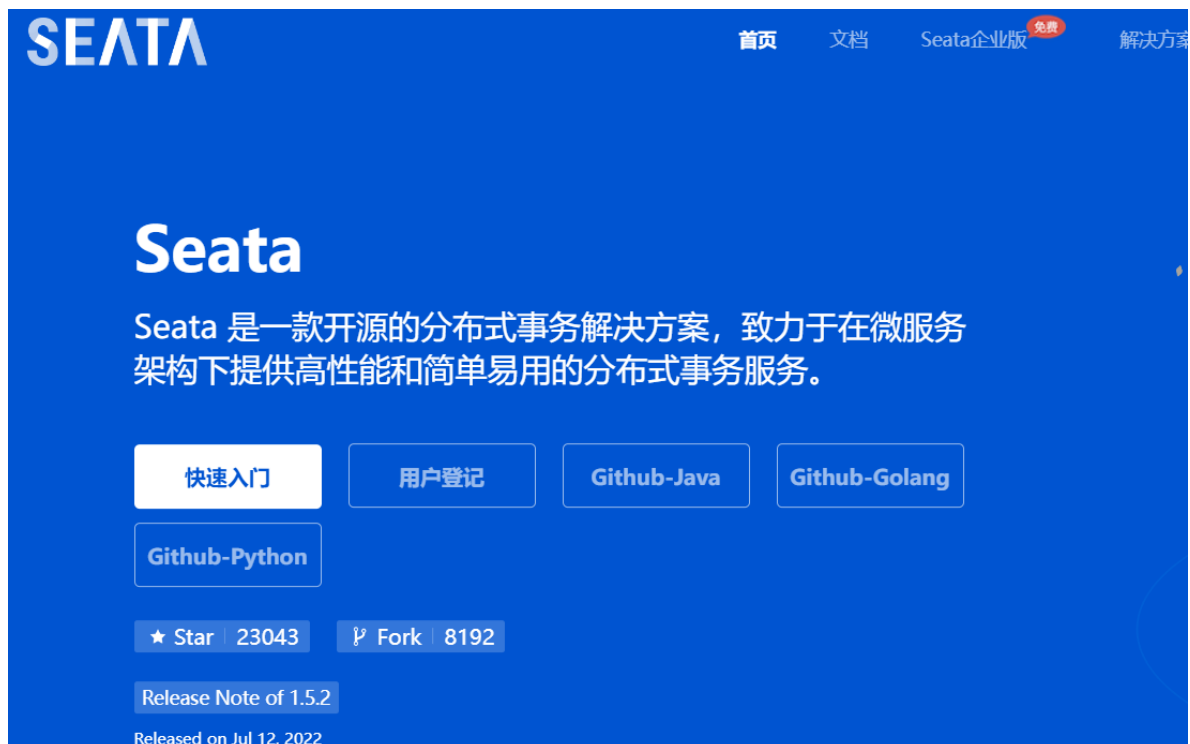 SEATA
首页 文档 Seata企业版 免费 解决方案
Seata
Seata 是一款开源的分布式事务解决方案，致力于在微服务
架构下提供高性能和简单易用的分布式事务服务。
快速入门 用户登记 Github-Java Github-Golang
Github-Python
Star 23043 Fork 8192
Release Note of 1.5.2
Released on Jul 12, 2022